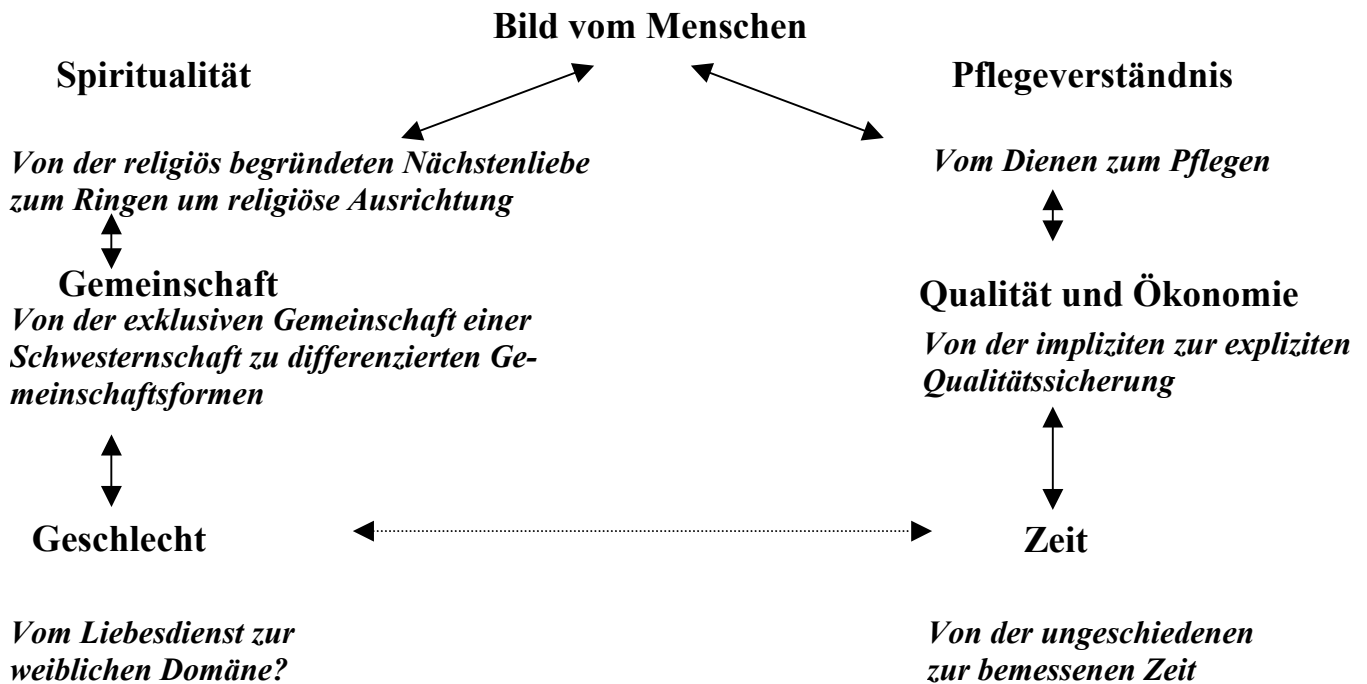 Bild vom Menschen
Spiritualität
Pflegeverständnis
Von der religiös begründeten Nächstenliebe
zum Ringen um religiöse Ausrichtung
Vom Dienen zum Pflegen
Gemeinschaft
Von der exklusiven Gemeinschaft einer
Schwesternschaft zu differenzierten Ge-
meinschaftsformen
Qualität und Ökonomie
Von der impliziten zur expliziten
Qualitätssicherung
Geschlecht
Zeit
Vom Liebesdienst zur
weiblichen Domäne?
Von der ungeschiedenen
zur bemessenen Zeit